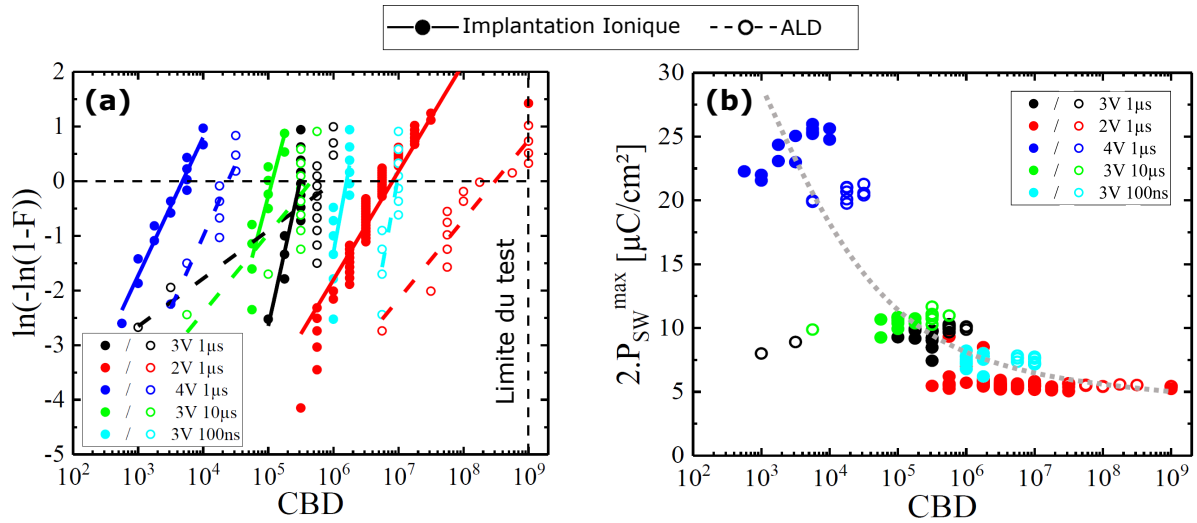 Implantation Ionique
ALD
(a)
ln(-ln(1-F))
2
1
0
-1
-2
-3
-4
-5
10² 10³ 10⁴ 10⁵ 10⁶ 10⁷ 10⁸ 10⁹
CBD
Limite du test
/ 3V 1µs
/ 2V 1µs
/ 4V 1µs
/ 3V 10µs
/ 3V 100ns
(b)
2.P_SW^max [µC/cm²]
30
25
20
15
10
5
0
10² 10³ 10⁴ 10⁵ 10⁶ 10⁷ 10⁸ 10⁹
CBD
/ 3V 1µs
/ 2V 1µs
/ 4V 1µs
/ 3V 10µs
/ 3V 100ns